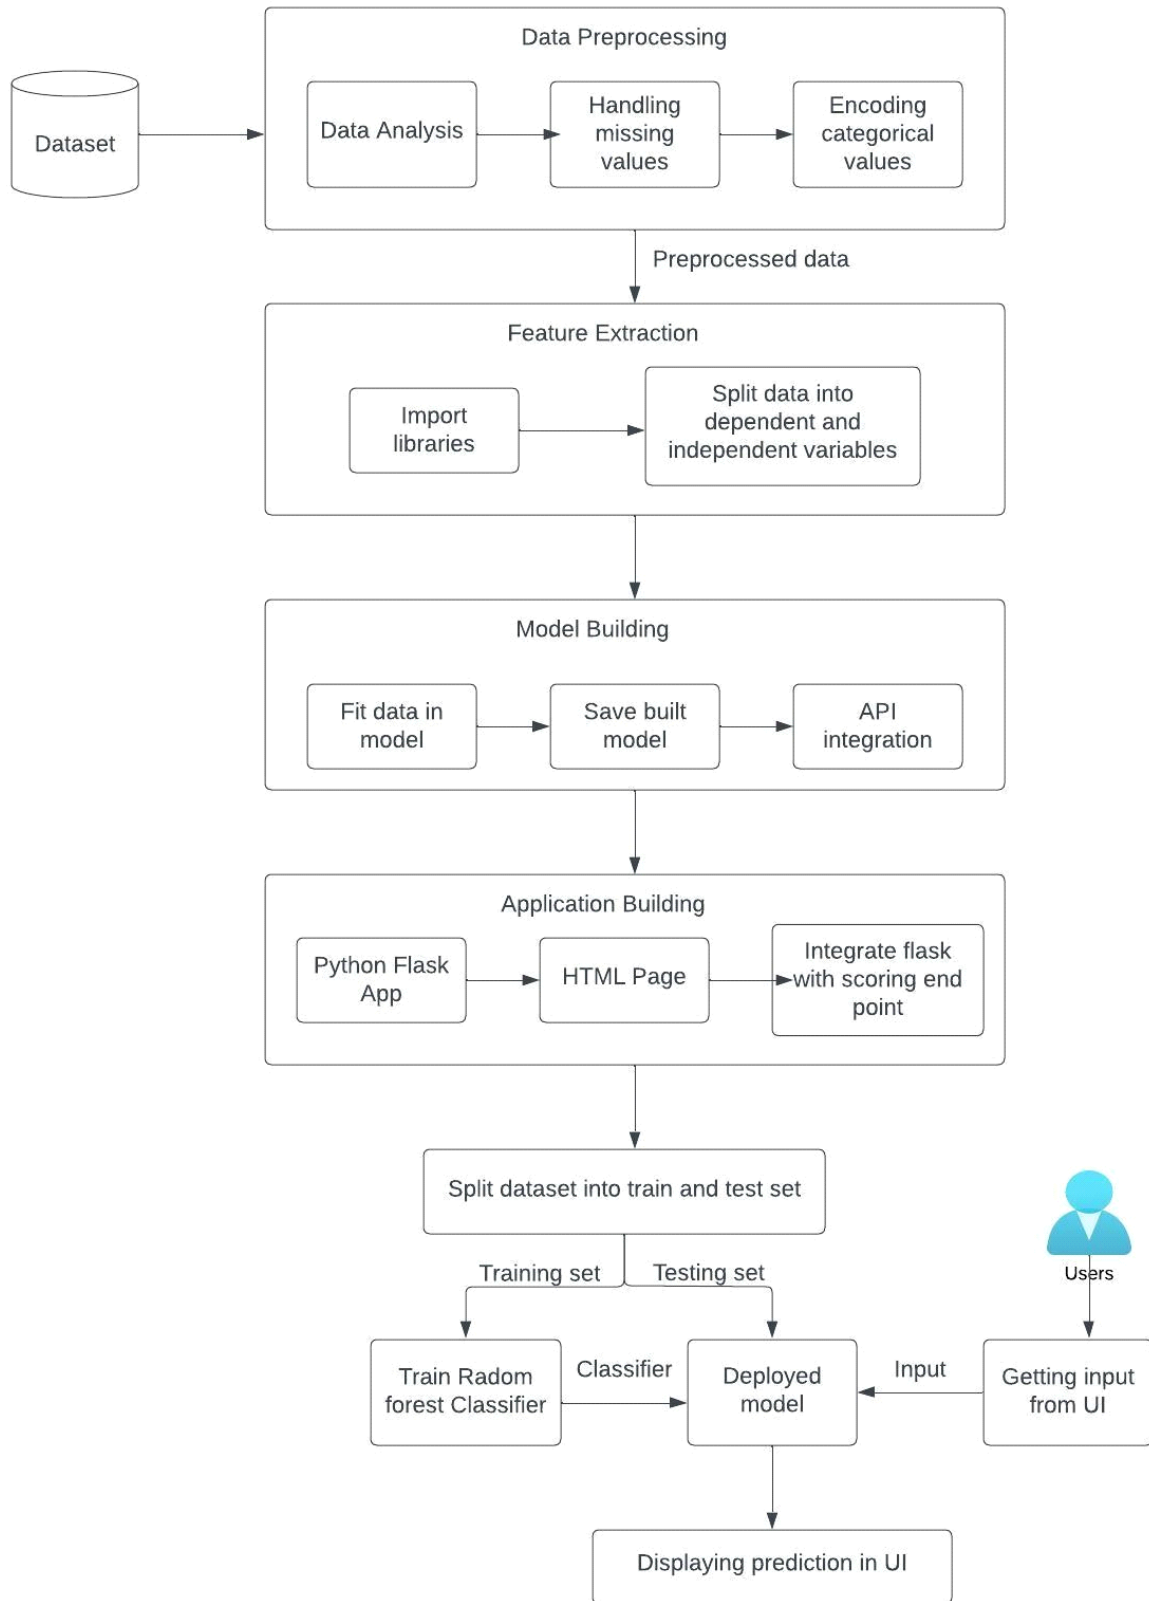 Data Preprocessing
Dataset
Data Analysis
Handling
missing
values
Encoding
categorical
values
Preprocessed data
Feature Extraction
Import
libraries
Split data into
dependent and
independent variables
Model Building
Fit data in
model
Save built
model
API
integration
Application Building
Python Flask
App
HTML Page
Integrate flask
with scoring end
point
Split dataset into train and test set
Training set
Testing set
Users
Train Radom
forest Classifier
Classifier
Deployed
model
Input
Getting input
from UI
Displaying prediction in UI